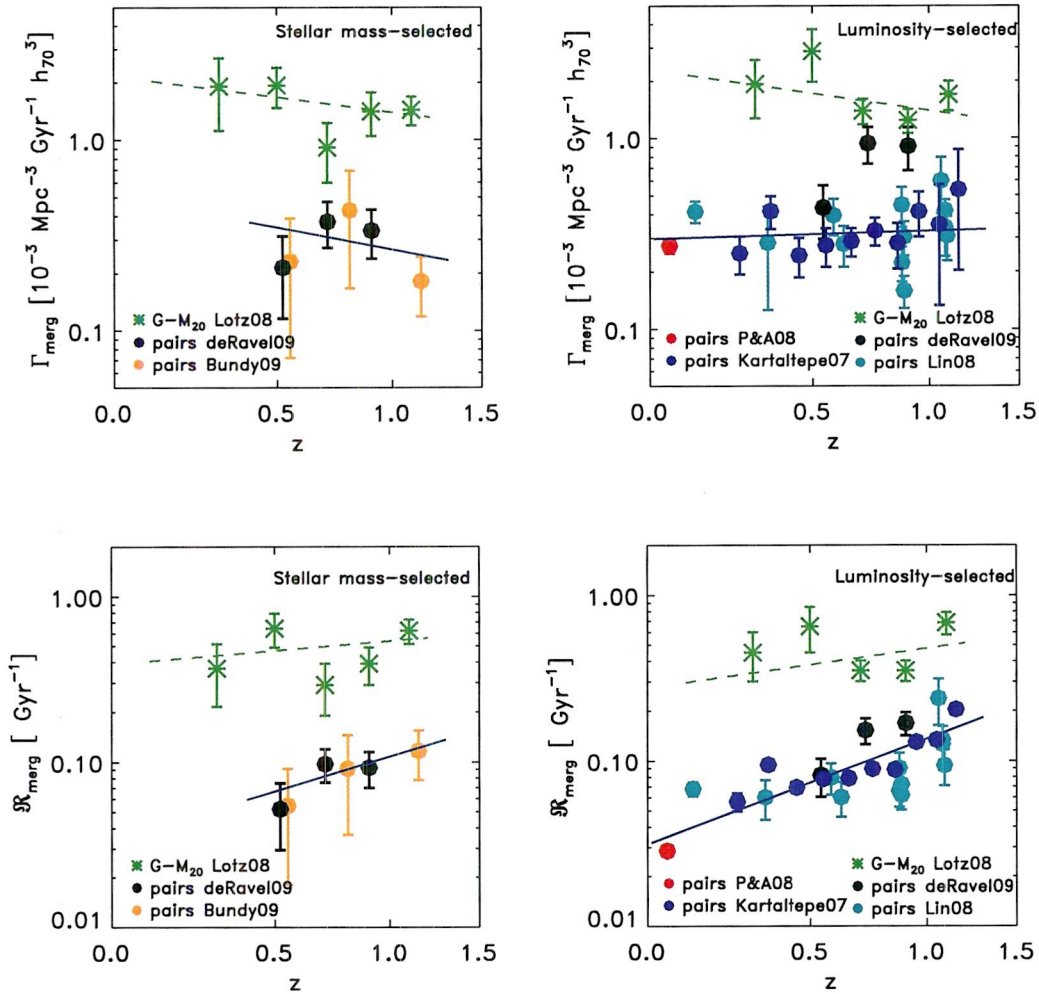 Stellar mass-selected
1.0
0.1
Γmerg [10⁻³ Mpc⁻³ Gyr⁻¹ h₇₀³]
G-M₂₀ Lotz08
pairs deRavel09
pairs Bundy09
0.0 0.5 1.0 1.5
z
Luminosity-selected
1.0
0.1
Γmerg [10⁻³ Mpc⁻³ Gyr⁻¹ h₇₀³]
G-M₂₀ Lotz08
pairs P&A08 pairs deRavel09
pairs Kartaltepe07 pairs Lin08
0.0 0.5 1.0 1.5
z
Stellar mass-selected
1.00
0.10
0.01
ℜmerg [ Gyr⁻¹]
G-M₂₀ Lotz08
pairs deRavel09
pairs Bundy09
0.0 0.5 1.0 1.5
z
Luminosity-selected
1.00
0.10
0.01
ℜmerg [ Gyr⁻¹]
G-M₂₀ Lotz08
pairs P&A08 pairs deRavel09
pairs Kartaltepe07 pairs Lin08
0.0 0.5 1.0 1.5
z